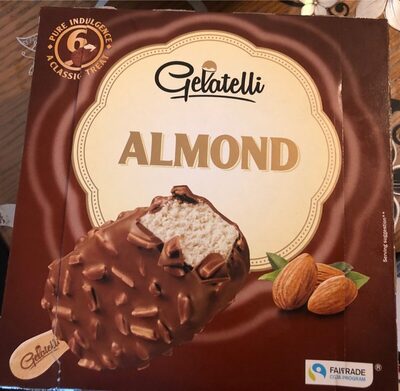 PURE INDULGENCE
6
A CLASSIC TREAT
Gelatelli
ALMOND
Serving suggestion**
Gelatelli
FAIRTRADE
COCOA PROGRAM
®